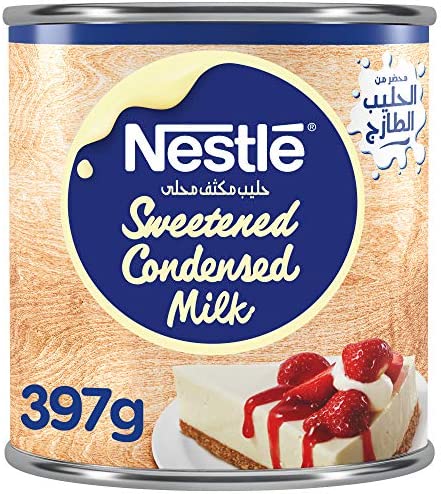 محضر من
الحليب
الطازج
Nestlé®
حليب مكثف محلى
Sweetened
Condensed
Milk
397g